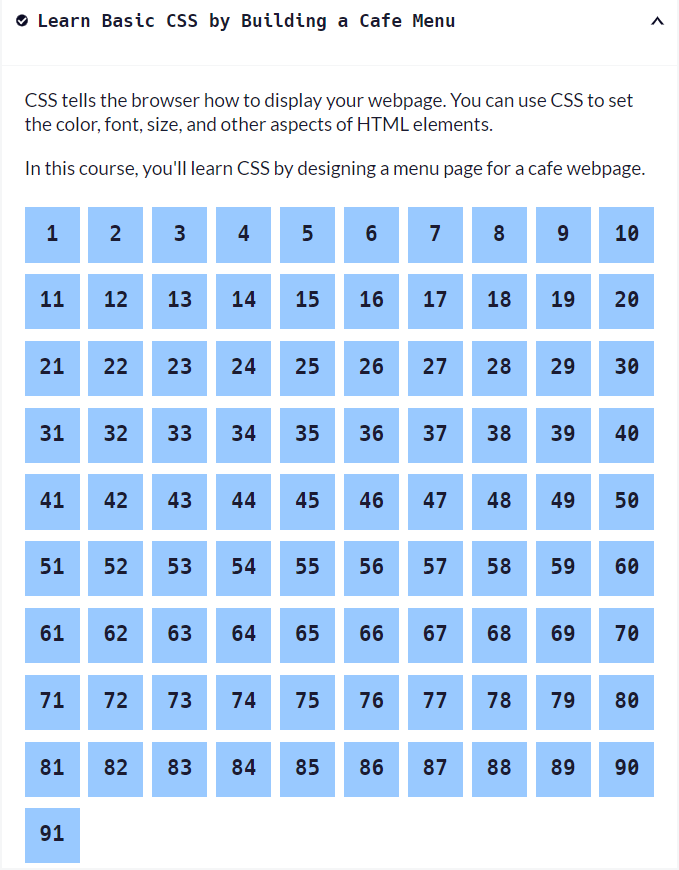 Learn Basic CSS by Building a Cafe Menu
CSS tells the browser how to display your webpage. You can use CSS to set
the color, font, size, and other aspects of HTML elements.
In this course, you'll learn CSS by designing a menu page for a cafe webpage.
1 2 3 4 5 6 7 8 9 10
11 12 13 14 15 16 17 18 19 20
21 22 23 24 25 26 27 28 29 30
31 32 33 34 35 36 37 38 39 40
41 42 43 44 45 46 47 48 49 50
51 52 53 54 55 56 57 58 59 60
61 62 63 64 65 66 67 68 69 70
71 72 73 74 75 76 77 78 79 80
81 82 83 84 85 86 87 88 89 90
91